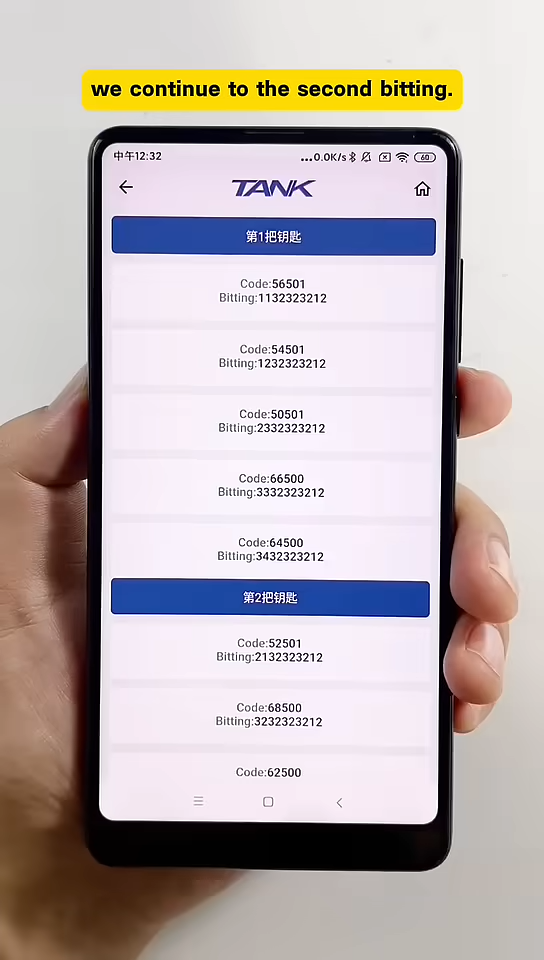 we continue to the second bitting.
中午12:32
...0.0K/s
60
TANK
第1把钥匙
Code:56501
Bitting:1132323212
Code:54501
Bitting:1232323212
Code:50501
Bitting:2332323212
Code:66500
Bitting:3332323212
Code:64500
Bitting:3432323212
第2把钥匙
Code:52501
Bitting:2132323212
Code:68500
Bitting:3232323212
Code:62500